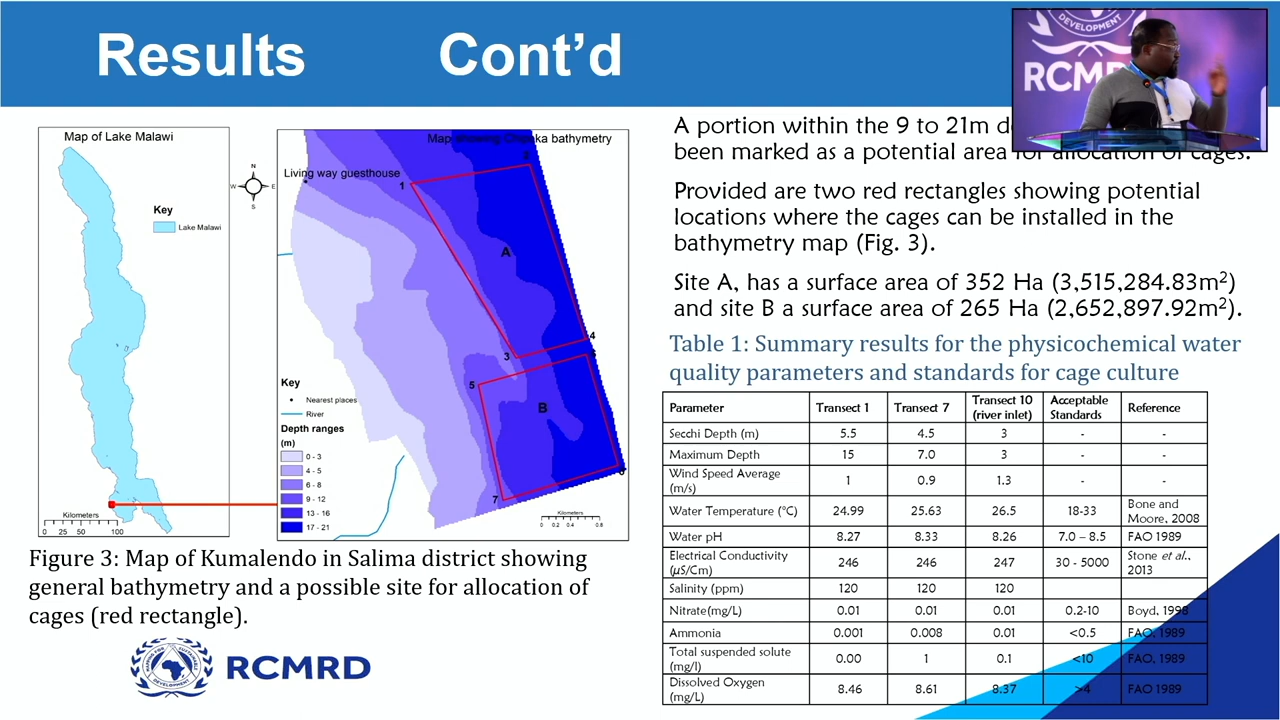 Results Cont'd
DEVELOPMENT
RCMRD
Map of Lake Malawi
Key
Lake Malawi
N
W E
S
Kilometers
0 25 50 100
Map showing bathymetry
Living way guesthouse
1
A
4
3
5
B
7
Key
Nearest places
River
Depth ranges
(m)
0 - 3
4 - 5
6 - 8
9 - 12
13 - 16
17 - 21
Kilometers
0 0.2 0.4 0.8
Figure 3: Map of Kumalendo in Salima district showing
general bathymetry and a possible site for allocation of
cages (red rectangle).
RCMRD
A portion within the 9 to 21m
been marked as a potential area for allocation of cages.
Provided are two red rectangles showing potential
locations where the cages can be installed in the
bathymetry map (Fig. 3).
Site A, has a surface area of 352 Ha (3,515,284.83m²)
and site B a surface area of 265 Ha (2,652,897.92m²).
Table 1: Summary results for the physicochemical water
quality parameters and standards for cage culture
Parameter Transect 1 Transect 7 Transect 10 (river inlet) Acceptable Standards Reference
Secchi Depth (m) 5.5 4.5 3 - -
Maximum Depth 15 7.0 3 - -
Wind Speed Average (m/s) 1 0.9 1.3 - -
Water Temperature (°C) 24.99 25.63 26.5 18-33 Bone and Moore, 2008
Water pH 8.27 8.33 8.26 7.0 – 8.5 FAO 1989
Electrical Conductivity (µS/Cm) 246 246 247 30 - 5000 Stone et al., 2013
Salinity (ppm) 120 120 120
Nitrate(mg/L) 0.01 0.01 0.01 0.2-10 Boyd, 1998
Ammonia 0.001 0.008 0.01 <0.5 FAO, 1989
Total suspended solute (mg/l) 0.00 1 0.1 <10 FAO, 1989
Dissolved Oxygen (mg/L) 8.46 8.61 8.37 >4 FAO 1989